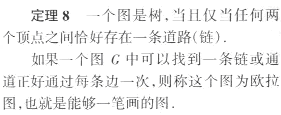 定理8 一个图是树,当且仅当任何两
个顶点之间恰好存在一条道路(链).
如果一个图 G 中可以找到一条链或通
道正好通过每条边一次,则称这个图为欧拉
图,也就是能够一笔画的图.